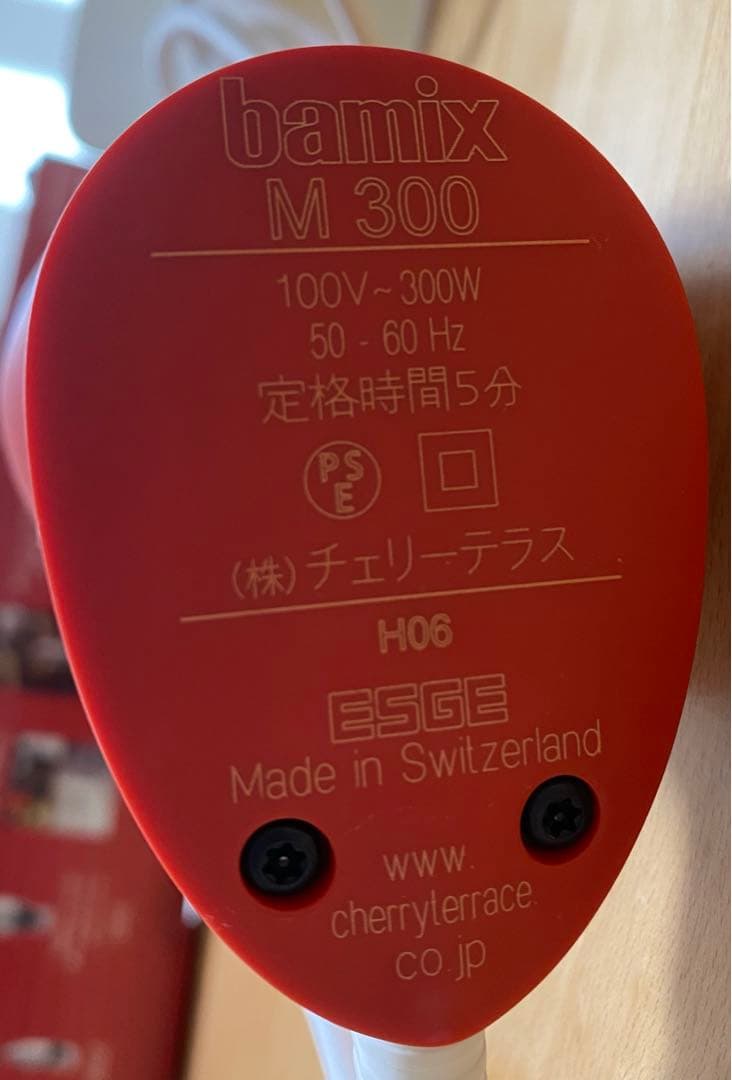 bamix
M 300
100V~300W
50 - 60 Hz
定格時間5分
PS
E
(株)チェリーテラス
H06
ESGE
Made in Switzerland
www.
cherryterrace.
co.jp